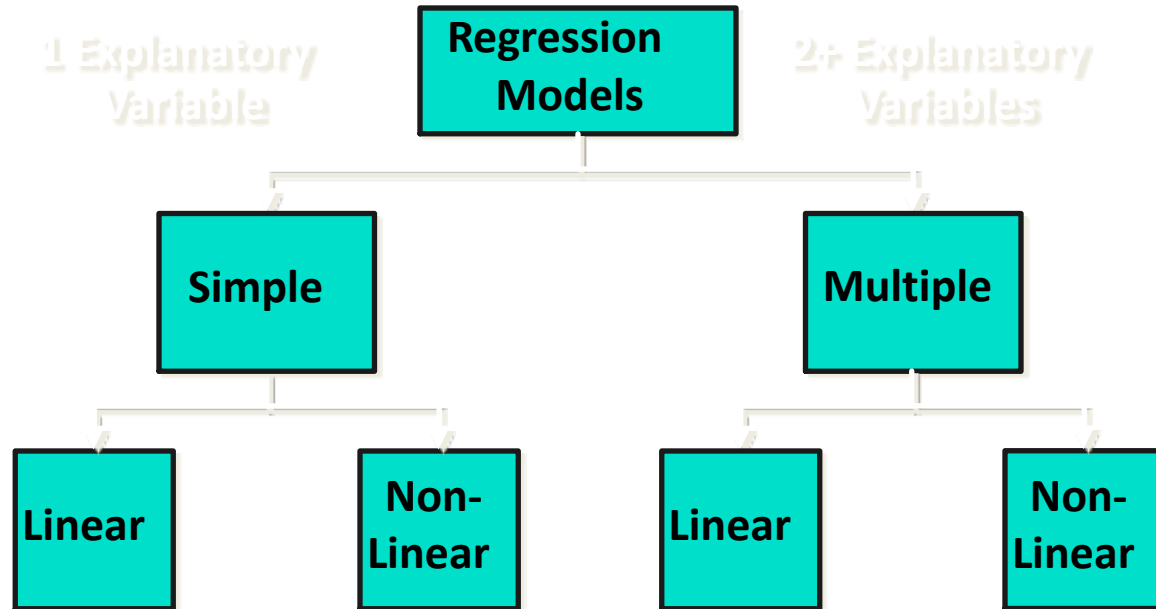 1 Explanatory
Variable
Regression
Models
2+ Explanatory
Variables
Simple
Multiple
Linear
Non-
Linear
Linear
Non-
Linear